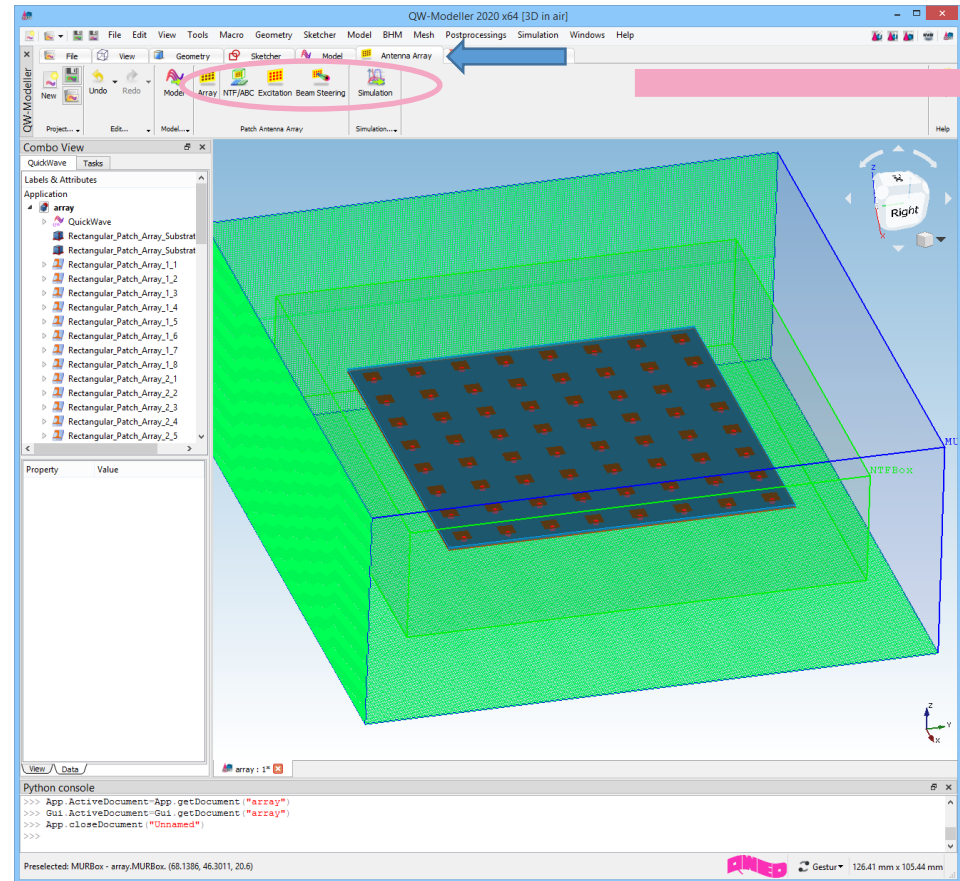 QW-Modeller 2020 x64 [3D in air]
File Edit View Tools Macro Geometry Sketcher Model BHM Mesh Postprocessings Simulation Windows Help
File View Geometry Sketcher Model Antenna Array
QW-Modeller
New Undo Redo Model Array NTF/ABC Excitation Beam Steering Simulation
Project... Edit... Model... Patch Antenna Array Simulation... Help
Combo View
QuickWave Tasks
Labels & Attributes
Application
array
QuickWave
Rectangular_Patch_Array_Substrat
Rectangular_Patch_Array_Substrat
Rectangular_Patch_Array_1_1
Rectangular_Patch_Array_1_2
Rectangular_Patch_Array_1_3
Rectangular_Patch_Array_1_4
Rectangular_Patch_Array_1_5
Rectangular_Patch_Array_1_6
Rectangular_Patch_Array_1_7
Rectangular_Patch_Array_1_8
Rectangular_Patch_Array_2_1
Rectangular_Patch_Array_2_2
Rectangular_Patch_Array_2_3
Rectangular_Patch_Array_2_4
Rectangular_Patch_Array_2_5
Property Value
Z
Right
X
MU
NTFBox
Z
Y
X
View Data
array : 1*
Python console
>>> App.ActiveDocument=App.getDocument("array")
>>> Gui.ActiveDocument=Gui.getDocument("array")
>>> App.closeDocument("Unnamed")
>>>
Preselected: MURBox - array.MURBox. (68.1386, 46.3011, 20.6)
QWED
Gestur
126.41 mm x 105.44 mm